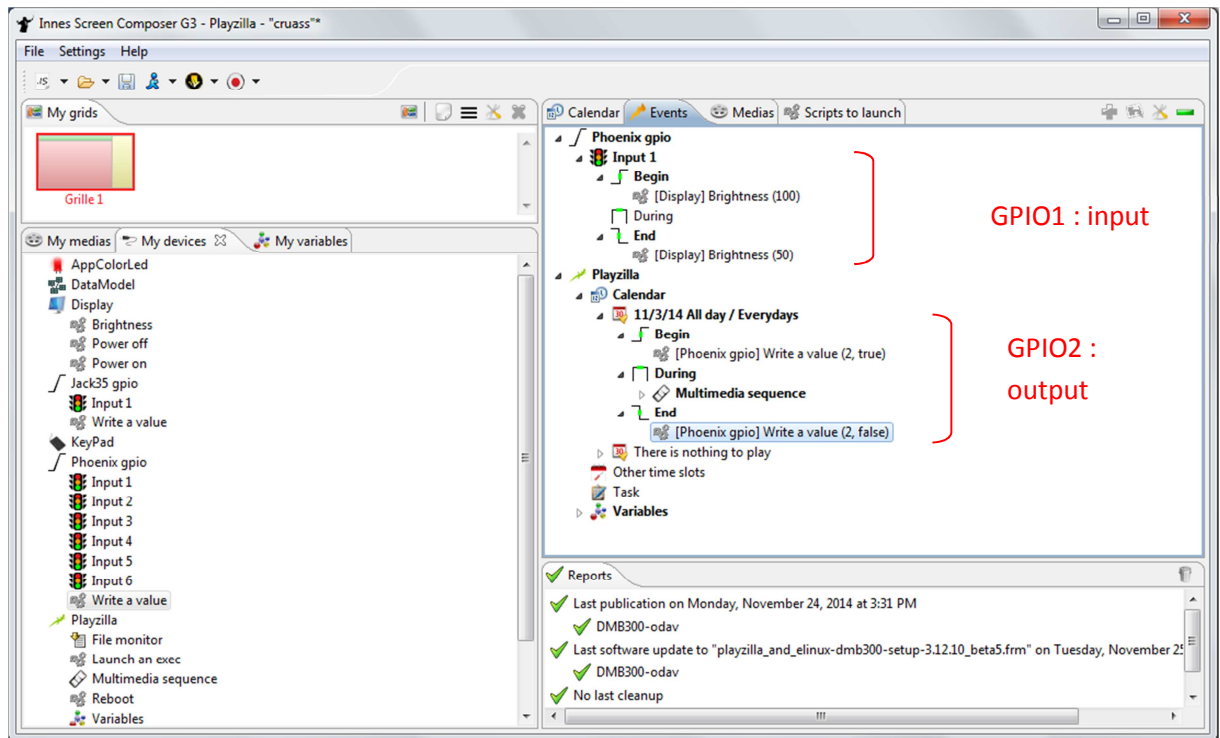 Innes Screen Composer G3 - Playzilla - "cruass"*
File Settings Help
JS
My grids
Grille 1
My medias My devices My variables
AppColorLed
DataModel
Display
Brightness
Power off
Power on
Jack35 gpio
Input 1
Write a value
KeyPad
Phoenix gpio
Input 1
Input 2
Input 3
Input 4
Input 5
Input 6
Write a value
Playzilla
File monitor
Launch an exec
Multimedia sequence
Reboot
Variables
Calendar Events Medias Scripts to launch
Phoenix gpio
Input 1
Begin
[Display] Brightness (100)
During
End
[Display] Brightness (50)
Playzilla
Calendar
11/3/14 All day / Everydays
Begin
[Phoenix gpio] Write a value (2, true)
During
Multimedia sequence
End
[Phoenix gpio] Write a value (2, false)
There is nothing to play
Other time slots
Task
Variables
GPIO1 : input
GPIO2 :
output
Reports
Last publication on Monday, November 24, 2014 at 3:31 PM
DMB300-odav
Last software update to "playzilla_and_elinux-dmb300-setup-3.12.10_beta5.frm" on Tuesday, November 25
DMB300-odav
No last cleanup